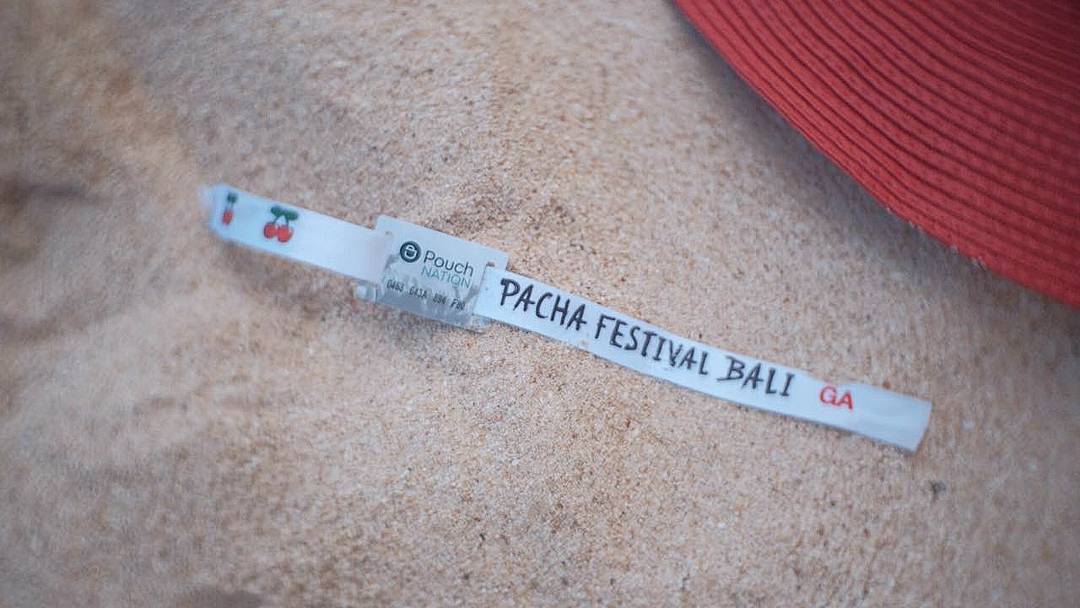 Pouch
NATION
PACHA FESTIVAL BALI GA